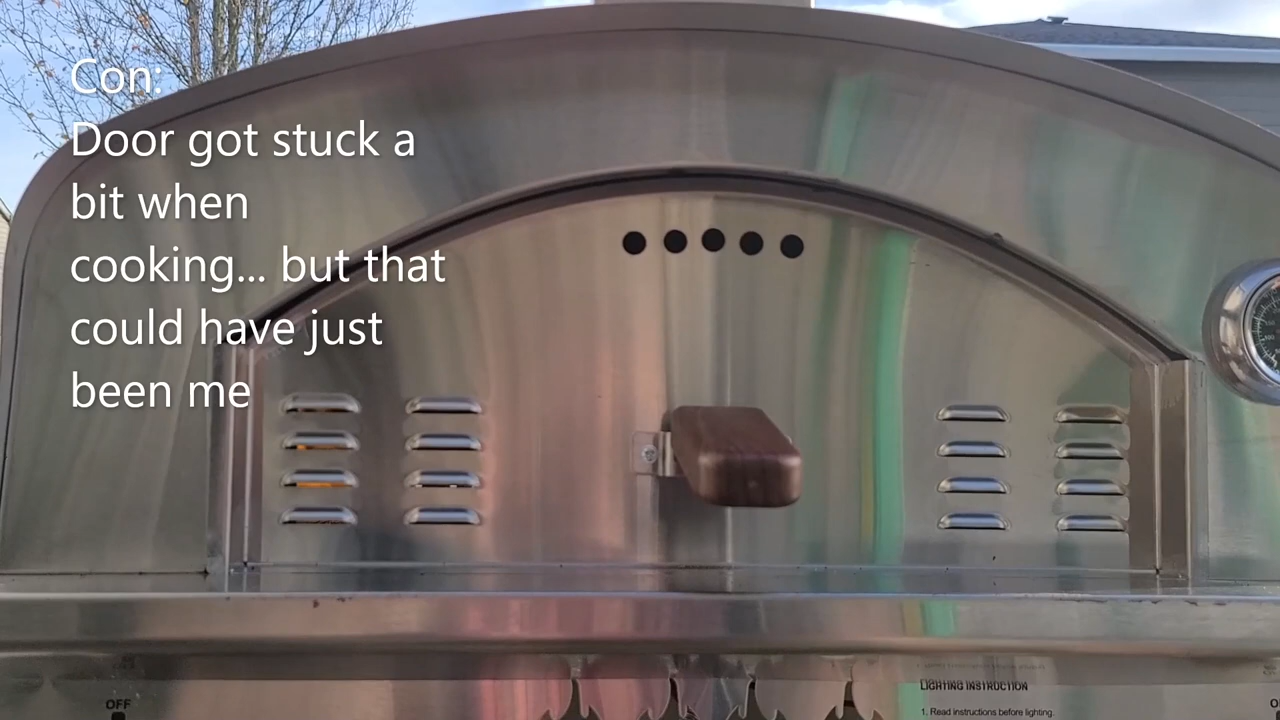 Con:
Door got stuck a
bit when
cooking... but that
could have just
been me
LIGHTING INSTRUCTION
OFF
1. Read instructions before lighting.